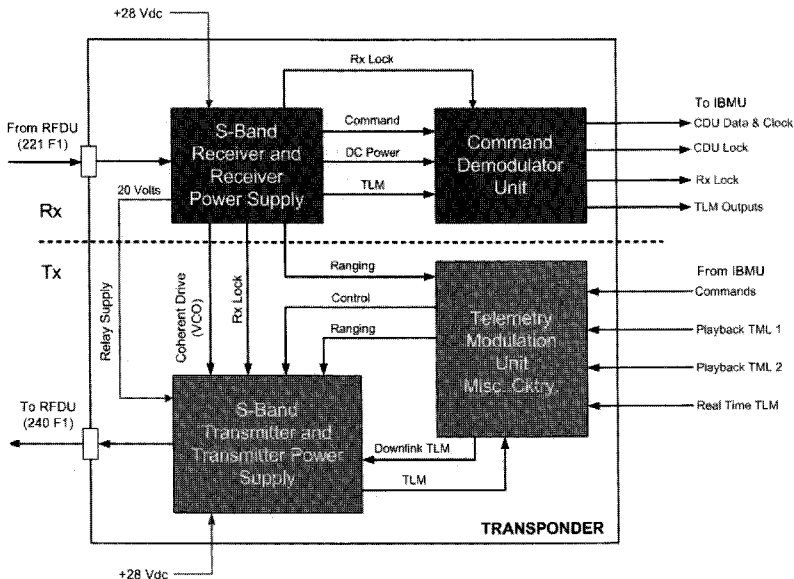 +28 Vdc
Rx Lock
To IBMU
From RFDU
(221 F1)
S-Band
Receiver and
Receiver
Power Supply
Command
DC Power
TLM
Command
Demodulator
Unit
CDU Data & Clock
CDU Lock
Rx Lock
TLM Outputs
20 Volts
Rx
Tx
Relay Supply
Coherent Drive
(VCO)
Rx Lock
Ranging
Control
Ranging
Telemetry
Modulation
Unit
Misc. Cktry.
From IBMU
Commands
Playback TML 1
Playback TML 2
Real Time TLM
To RFDU
(240 F1)
S-Band
Transmitter and
Transmitter Power
Supply
Downlink TLM
TLM
TRANSPONDER
+28 Vdc